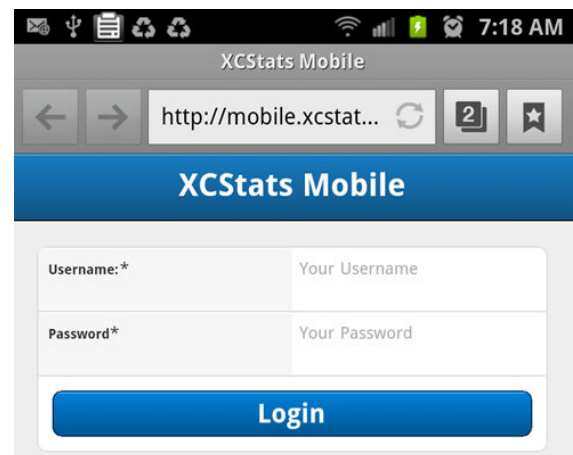 7:18 AM
XCStats Mobile
http://mobile.xcstat... 2
XCStats Mobile
Username:* Your Username
Password* Your Password
Login